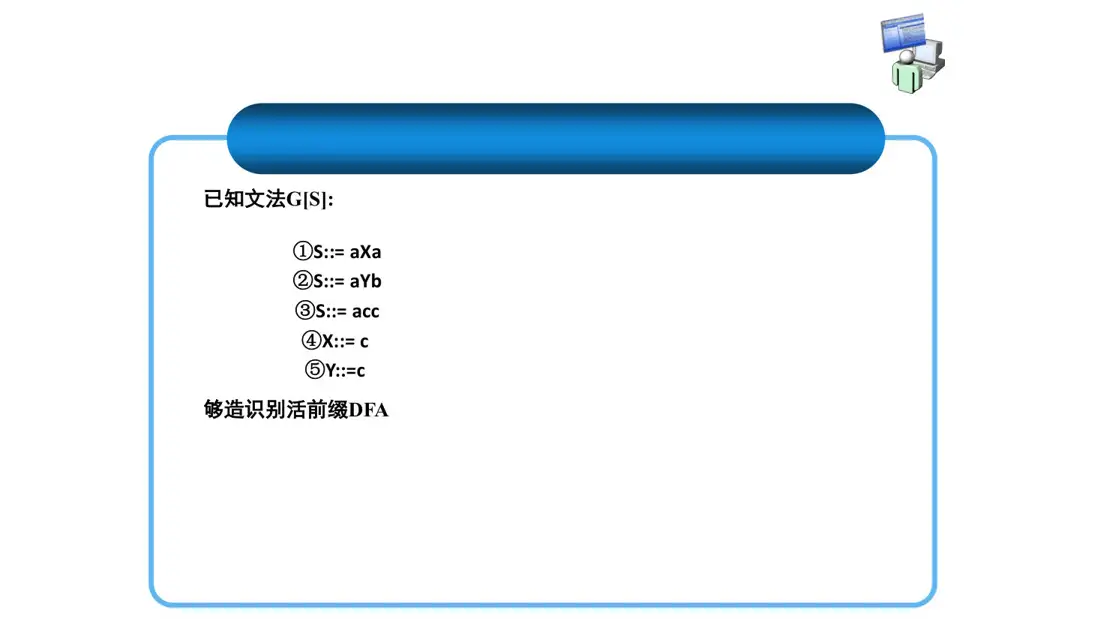 已知文法G[S]:
①S::= aXa
②S::= aYb
③S::= acc
④X::= c
⑤Y::=c
够造识别活前缀DFA